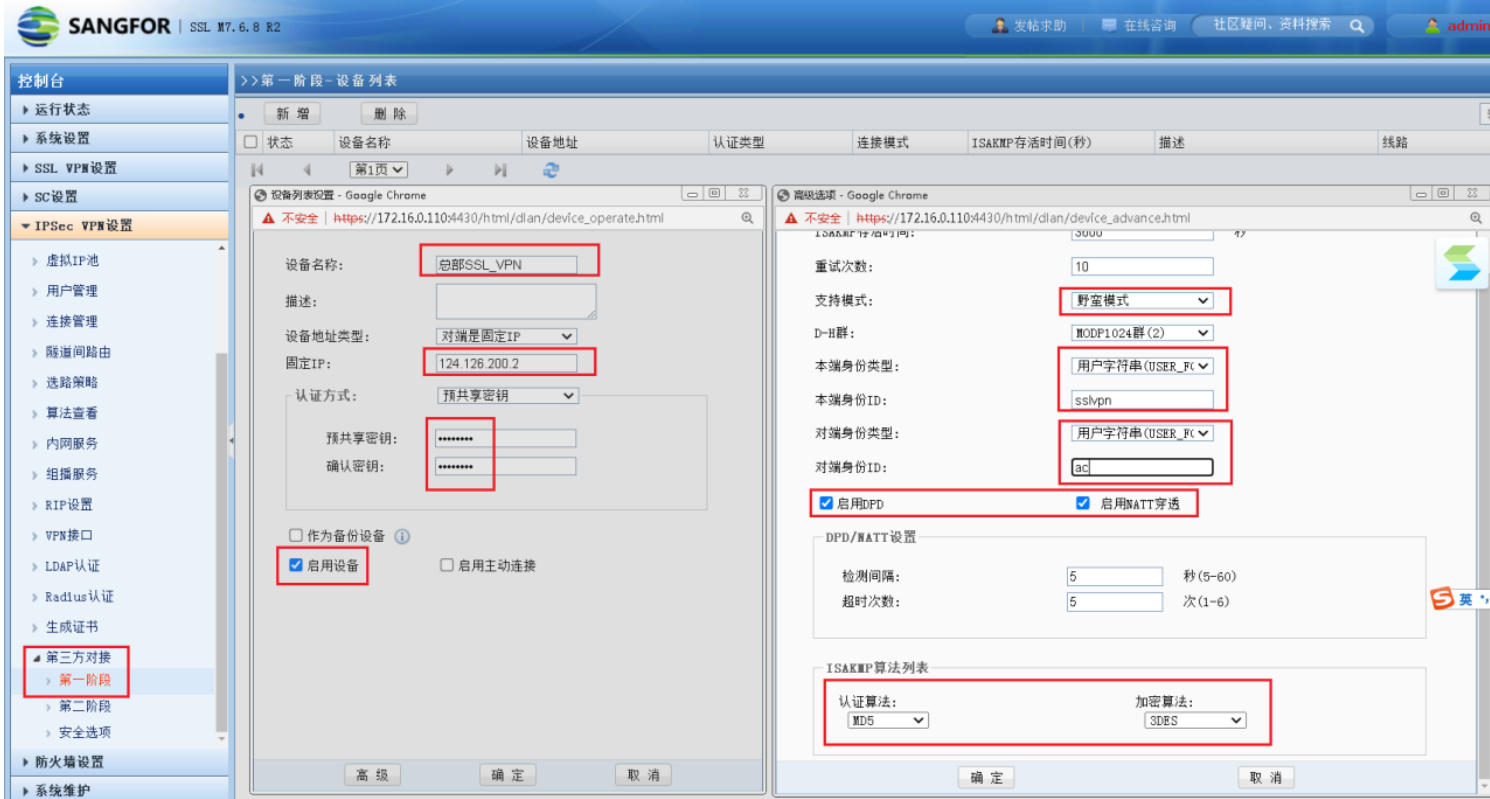 SANGFOR | SSL M7.6.8 R2
发帖求助 在线咨询 社区疑问、资料搜索 admin
控制台
运行状态
系统设置
SSL VPN设置
SC设置
IPSec VPN设置
虚拟IP池
用户管理
连接管理
隧道间路由
选路策略
算法查看
内网服务
组播服务
RIP设置
VPN接口
LDAP认证
Radius认证
生成证书
第三方对接
第一阶段
第二阶段
安全选项
防火墙设置
系统维护
>>第一阶段-设备列表
新增 删除
状态 设备名称 设备地址 认证类型 连接模式 ISAKMP存活时间(秒) 描述 线路
第1页
设备列表设置 - Google Chrome
不安全 | https://172.16.0.110:4430/html/dlan/device_operate.html
设备名称: 总部SSL_VPN
描述:
设备地址类型: 对端是固定IP
固定IP: 124.126.200.2
认证方式: 预共享密钥
预共享密钥: ••••••••
确认密钥: ••••••••
作为备份设备
启用设备 启用主动连接
高级 确定 取消
高级选项 - Google Chrome
不安全 | https://172.16.0.110:4430/html/dlan/device_advance.html
ISAKMP存活时间: 3600 秒
重试次数: 10
支持模式: 野蛮模式
D-H群: MODP1024群(2)
本端身份类型: 用户字符串(USER_F
本端身份ID: sslvpn
对端身份类型: 用户字符串(USER_F
对端身份ID: ac
启用DPD 启用NATT穿透
DPD/NATT设置
检测间隔: 5 秒(5-60)
超时次数: 5 次(1-6)
ISAKMP算法列表
认证算法: 加密算法:
MD5 3DES
确定 取消
英